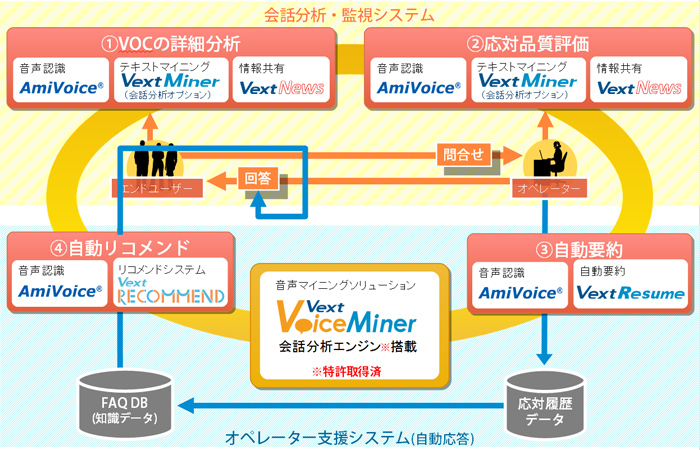 会話分析・監視システム
①VOCの詳細分析
音声認識
AmiVoice®
テキストマイニング
VextMiner
(会話分析オプション)
情報共有
VextNews
②応対品質評価
音声認識
AmiVoice®
テキストマイニング
VextMiner
(会話分析オプション)
情報共有
VextNews
問合せ
回答
エンドユーザー
オペレーター
④自動リコメンド
音声認識
AmiVoice®
リコメンドシステム
Vext
RECOMMEND
③自動要約
音声認識
AmiVoice®
自動要約
VextResume
音声マイニングソリューション
Vext
VoiceMiner
会話分析エンジン※搭載
※特許取得済
FAQ DB
(知識データ)
応対履歴
データ
オペレーター支援システム(自動応答)